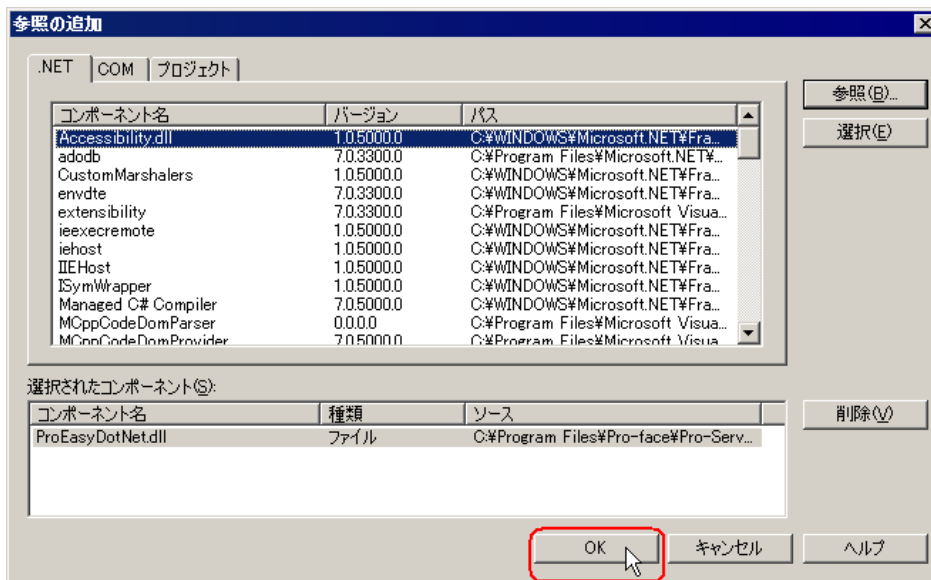 参照の追加
.NET COM プロジェクト
参照(B)...
選択(E)
コンポーネント名 バージョン パス
Accessibility.dll 1.0.5000.0 C:¥WINDOWS¥Microsoft.NET¥Fra...
adodb 7.0.3300.0 C:¥Program Files¥Microsoft.NET¥...
CustomMarshalers 1.0.5000.0 C:¥WINDOWS¥Microsoft.NET¥Fra...
envdte 7.0.3300.0 C:¥WINDOWS¥Microsoft.NET¥Fra...
extensibility 7.0.3300.0 C:¥Program Files¥Microsoft Visua...
ieexecremote 1.0.5000.0 C:¥WINDOWS¥Microsoft.NET¥Fra...
iehost 1.0.5000.0 C:¥WINDOWS¥Microsoft.NET¥Fra...
IIEHost 1.0.5000.0 C:¥WINDOWS¥Microsoft.NET¥Fra...
ISymWrapper 1.0.5000.0 C:¥WINDOWS¥Microsoft.NET¥Fra...
Managed C# Compiler 7.0.5000.0 C:¥WINDOWS¥Microsoft.NET¥Fra...
MCppCodeDomParser 0.0.0.0 C:¥Program Files¥Microsoft Visua...
MCppCodeDomProvider 7.0.5000.0 C:¥Program Files¥Microsoft Visua...
選択されたコンポーネント(S):
コンポーネント名 種類 ソース
削除(V)
ProEasyDotNet.dll ファイル C:¥Program Files¥Pro-face¥Pro-Serv...
OK キャンセル ヘルプ